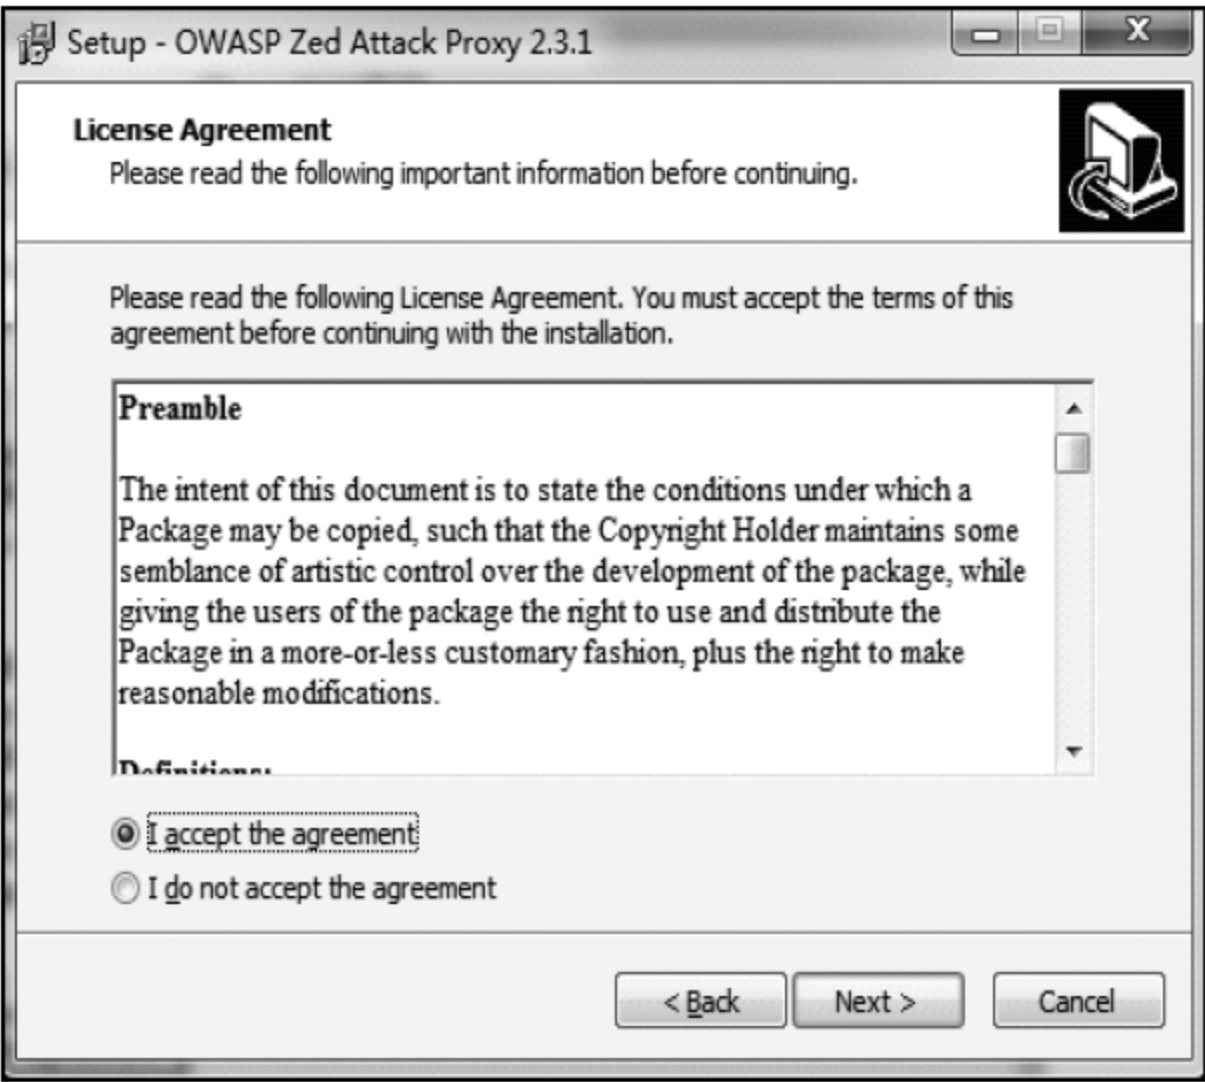 Setup - OWASP Zed Attack Proxy 2.3.1
X
License Agreement
Please read the following important information before continuing.
Please read the following License Agreement. You must accept the terms of this
agreement before continuing with the installation.
Preamble
The intent of this document is to state the conditions under which a
Package may be copied, such that the Copyright Holder maintains some
semblance of artistic control over the development of the package, while
giving the users of the package the right to use and distribute the
Package in a more-or-less customary fashion, plus the right to make
reasonable modifications.
Definitions:
I accept the agreement
I do not accept the agreement
< Back Next > Cancel